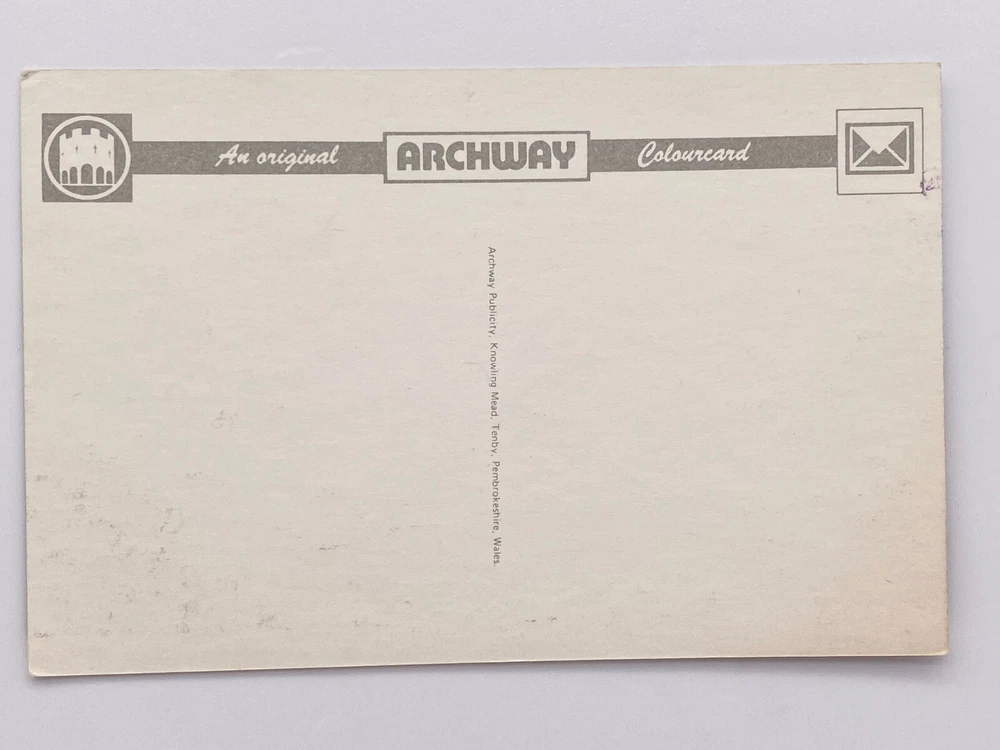 An original ARCHWAY Colourcard
Archway Publicity, Knowling Mead, Tenby, Pembrokeshire, Wales.